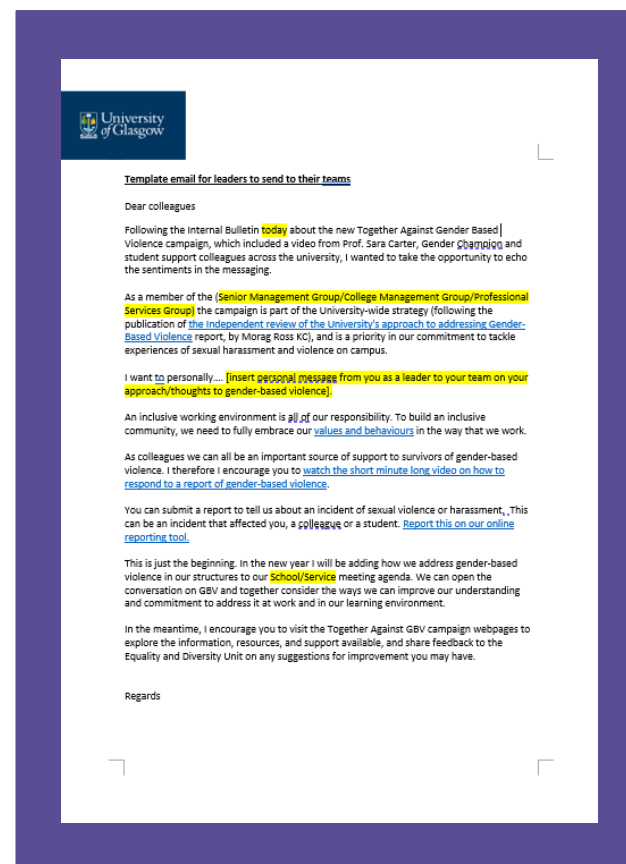 University
of Glasgow
Template email for leaders to send to their teams
Dear colleagues
Following the Internal Bulletin today about the new Together Against Gender Based
Violence campaign, which included a video from Prof. Sara Carter, Gender Champion and
student support colleagues across the university, I wanted to take the opportunity to echo
the sentiments in the messaging.
As a member of the (Senior Management Group/College Management Group/Professional
Services Group) the campaign is part of the University-wide strategy (following the
publication of the Independent review of the University's approach to addressing Gender-
Based Violence report, by Morag Ross KC), and is a priority in our commitment to tackle
experiences of sexual harassment and violence on campus.
I want to personally.... [insert personal message from you as a leader to your team on your
approach/thoughts to gender-based violence].
An inclusive working environment is all of our responsibility. To build an inclusive
community, we need to fully embrace our values and behaviours in the way that we work.
As colleagues we can all be an important source of support to survivors of gender-based
violence. I therefore I encourage you to watch the short minute long video on how to
respond to a report of gender-based violence.
You can submit a report to tell us about an incident of sexual violence or harassment, .This
can be an incident that affected you, a colleague or a student. Report this on our online
reporting tool.
This is just the beginning. In the new year I will be adding how we address gender-based
violence in our structures to our School/Service meeting agenda. We can open the
conversation on GBV and together consider the ways we can improve our understanding
and commitment to address it at work and in our learning environment.
In the meantime, I encourage you to visit the Together Against GBV campaign webpages to
explore the information, resources, and support available, and share feedback to the
Equality and Diversity Unit on any suggestions for improvement you may have.
Regards